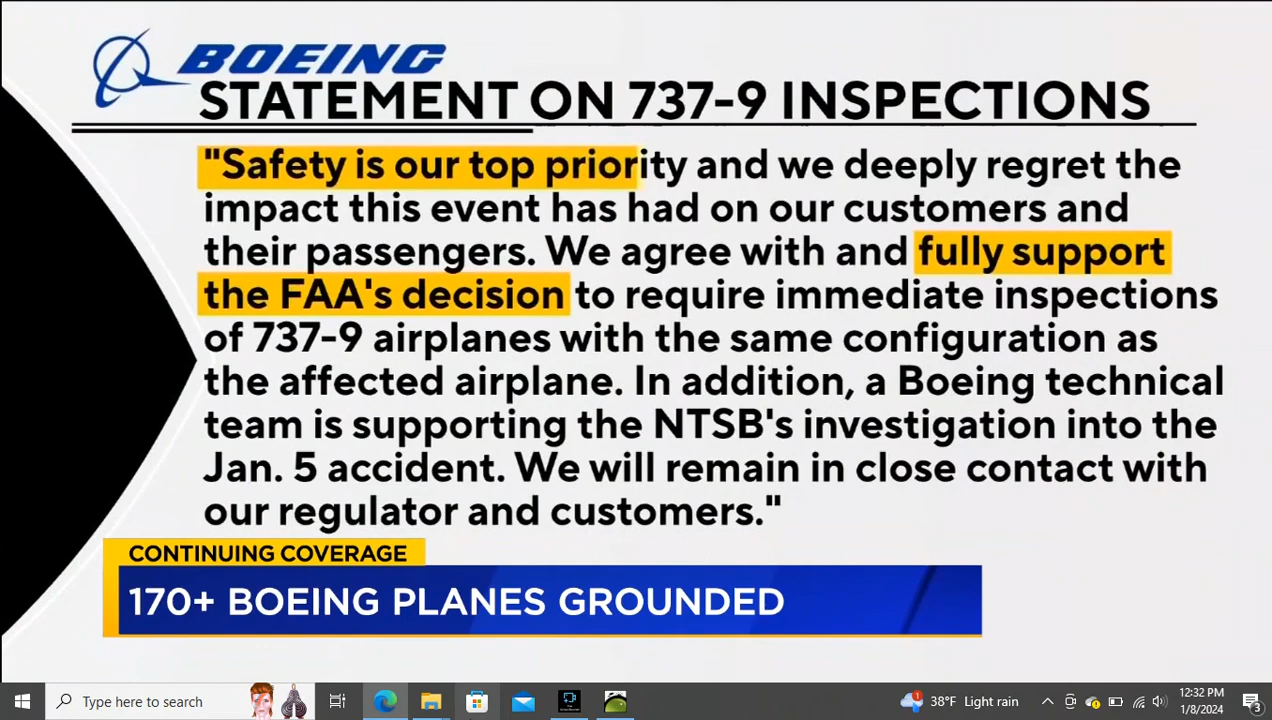 BOEING
STATEMENT ON 737-9 INSPECTIONS
"Safety is our top priority and we deeply regret the
impact this event has had on our customers and
their passengers. We agree with and fully support
the FAA's decision to require immediate inspections
of 737-9 airplanes with the same configuration as
the affected airplane. In addition, a Boeing technical
team is supporting the NTSB's investigation into the
Jan. 5 accident. We will remain in close contact with
our regulator and customers."
CONTINUING COVERAGE
170+ BOEING PLANES GROUNDED
Type here to search
1
38°F Light rain
12:32 PM
1/8/2024
3